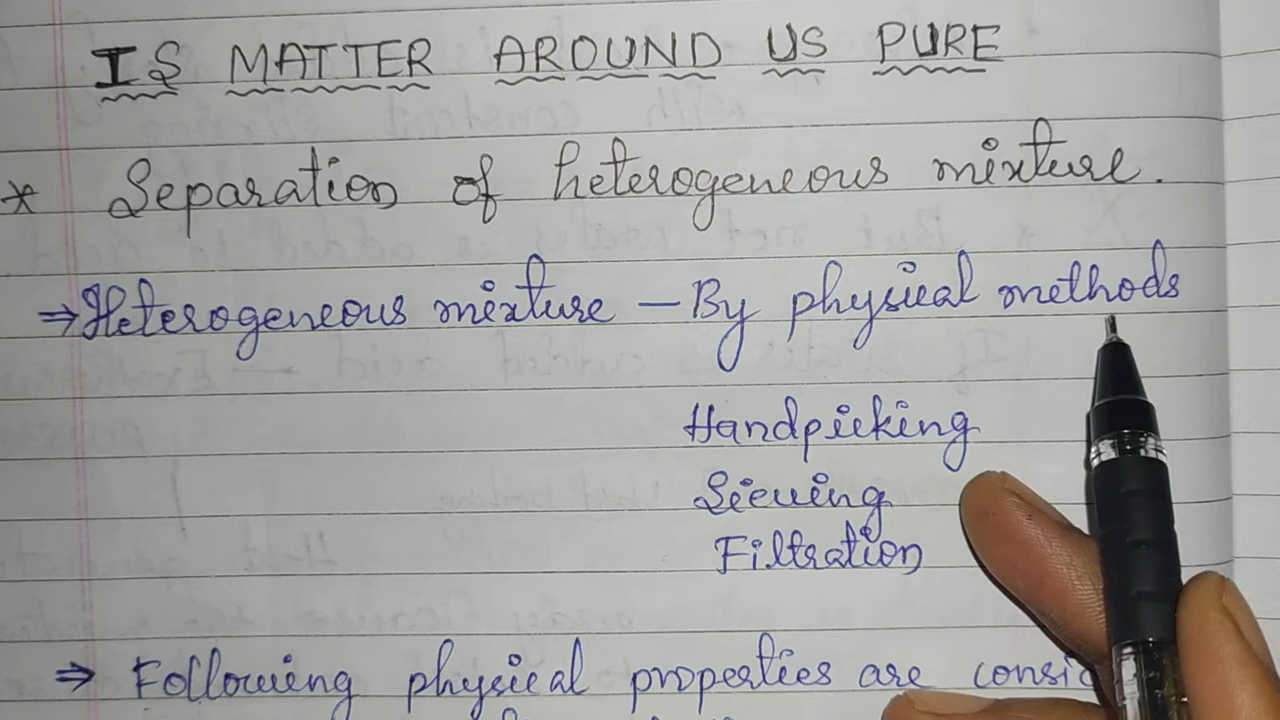 IS MATTER AROUND US PURE
* Separation of heterogeneous mixture.
⇒ Heterogeneous mixture – By physical methods
Handpicking
Sieving
Filtration
⇒ Following physical properties are